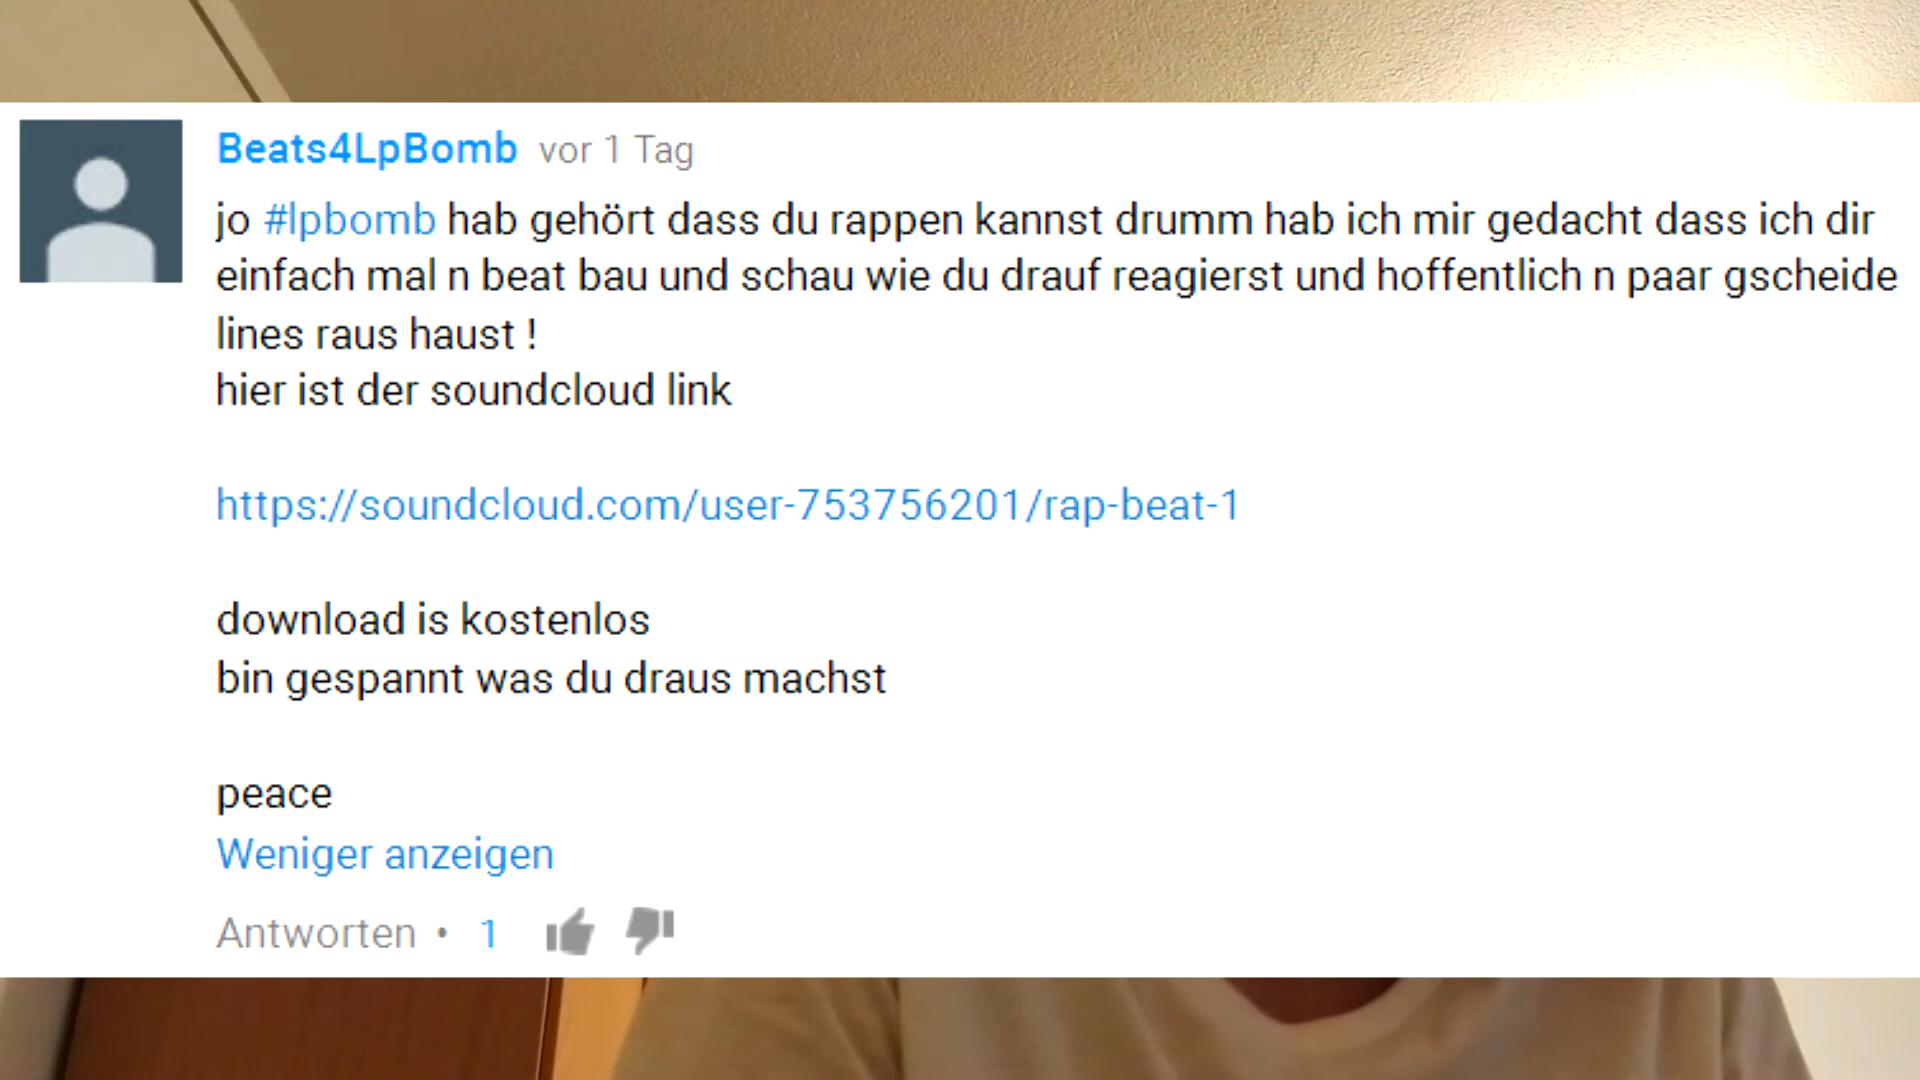 Beats4LpBomb vor 1 Tag
jo #lpbomb hab gehört dass du rappen kannst drumm hab ich mir gedacht dass ich dir
einfach mal n beat bau und schau wie du drauf reagierst und hoffentlich n paar gscheide
lines raus haust !
hier ist der soundcloud link
https://soundcloud.com/user-753756201/rap-beat-1
download is kostenlos
bin gespannt was du draus machst
peace
Weniger anzeigen
Antworten • 1